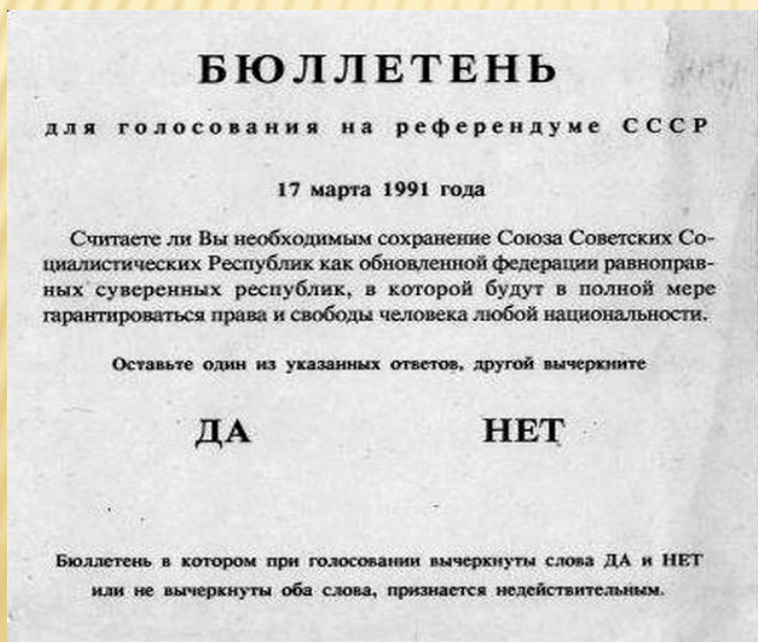 БЮЛЛЕТЕНЬ
для голосования на референдуме СССР
17 марта 1991 года
Считаете ли Вы необходимым сохранение Союза Советских Со-
циалистических Республик как обновленной федерации равноправ-
ных суверенных республик, в которой будут в полной мере
гарантироваться права и свободы человека любой национальности.
Оставьте один из указанных ответов, другой вычеркните
ДА НЕТ
Бюллетень в котором при голосовании вычеркнуты слова ДА и НЕТ
или не вычеркнуты оба слова, признается недействительным.